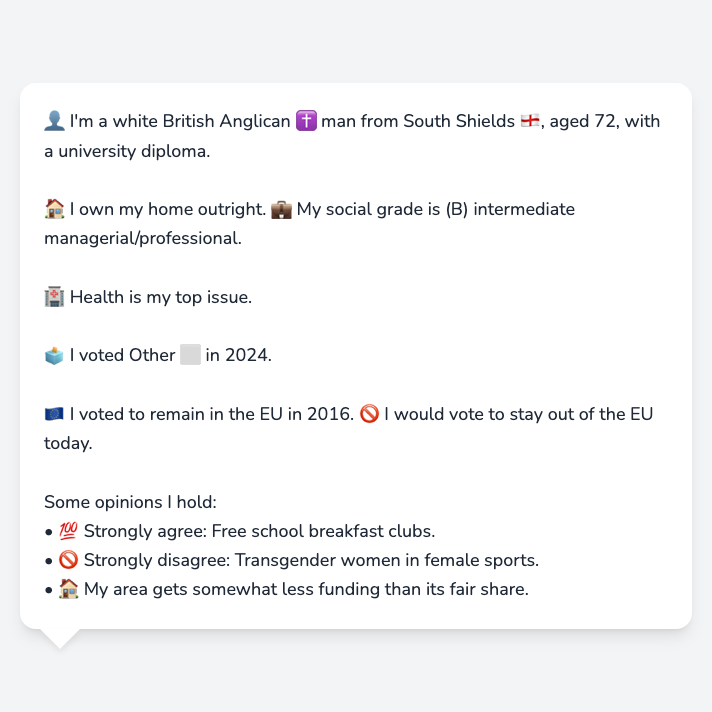 👤 I'm a white British Anglican ✝️ man from South Shields 🏴󠁧󠁢󠁥󠁮󠁧󠁿, aged 72, with
a university diploma.
🏠 I own my home outright. 💼 My social grade is (B) intermediate
managerial/professional.
🏥 Health is my top issue.
🗳️ I voted Other ⬜ in 2024.
🇪🇺 I voted to remain in the EU in 2016. 🚫 I would vote to stay out of the EU
today.
Some opinions I hold:
• 💯 Strongly agree: Free school breakfast clubs.
• 🚫 Strongly disagree: Transgender women in female sports.
• 🏠 My area gets somewhat less funding than its fair share.